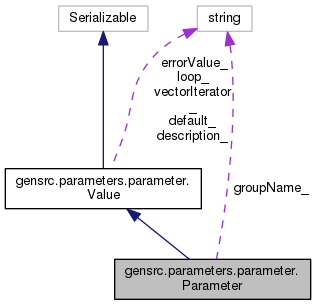 Serializable
string
errorValue_
loop_
vectorIterator
_
default_
description_
gensrc.parameters.parameter.
Value
groupName_
gensrc.parameters.parameter.
Parameter